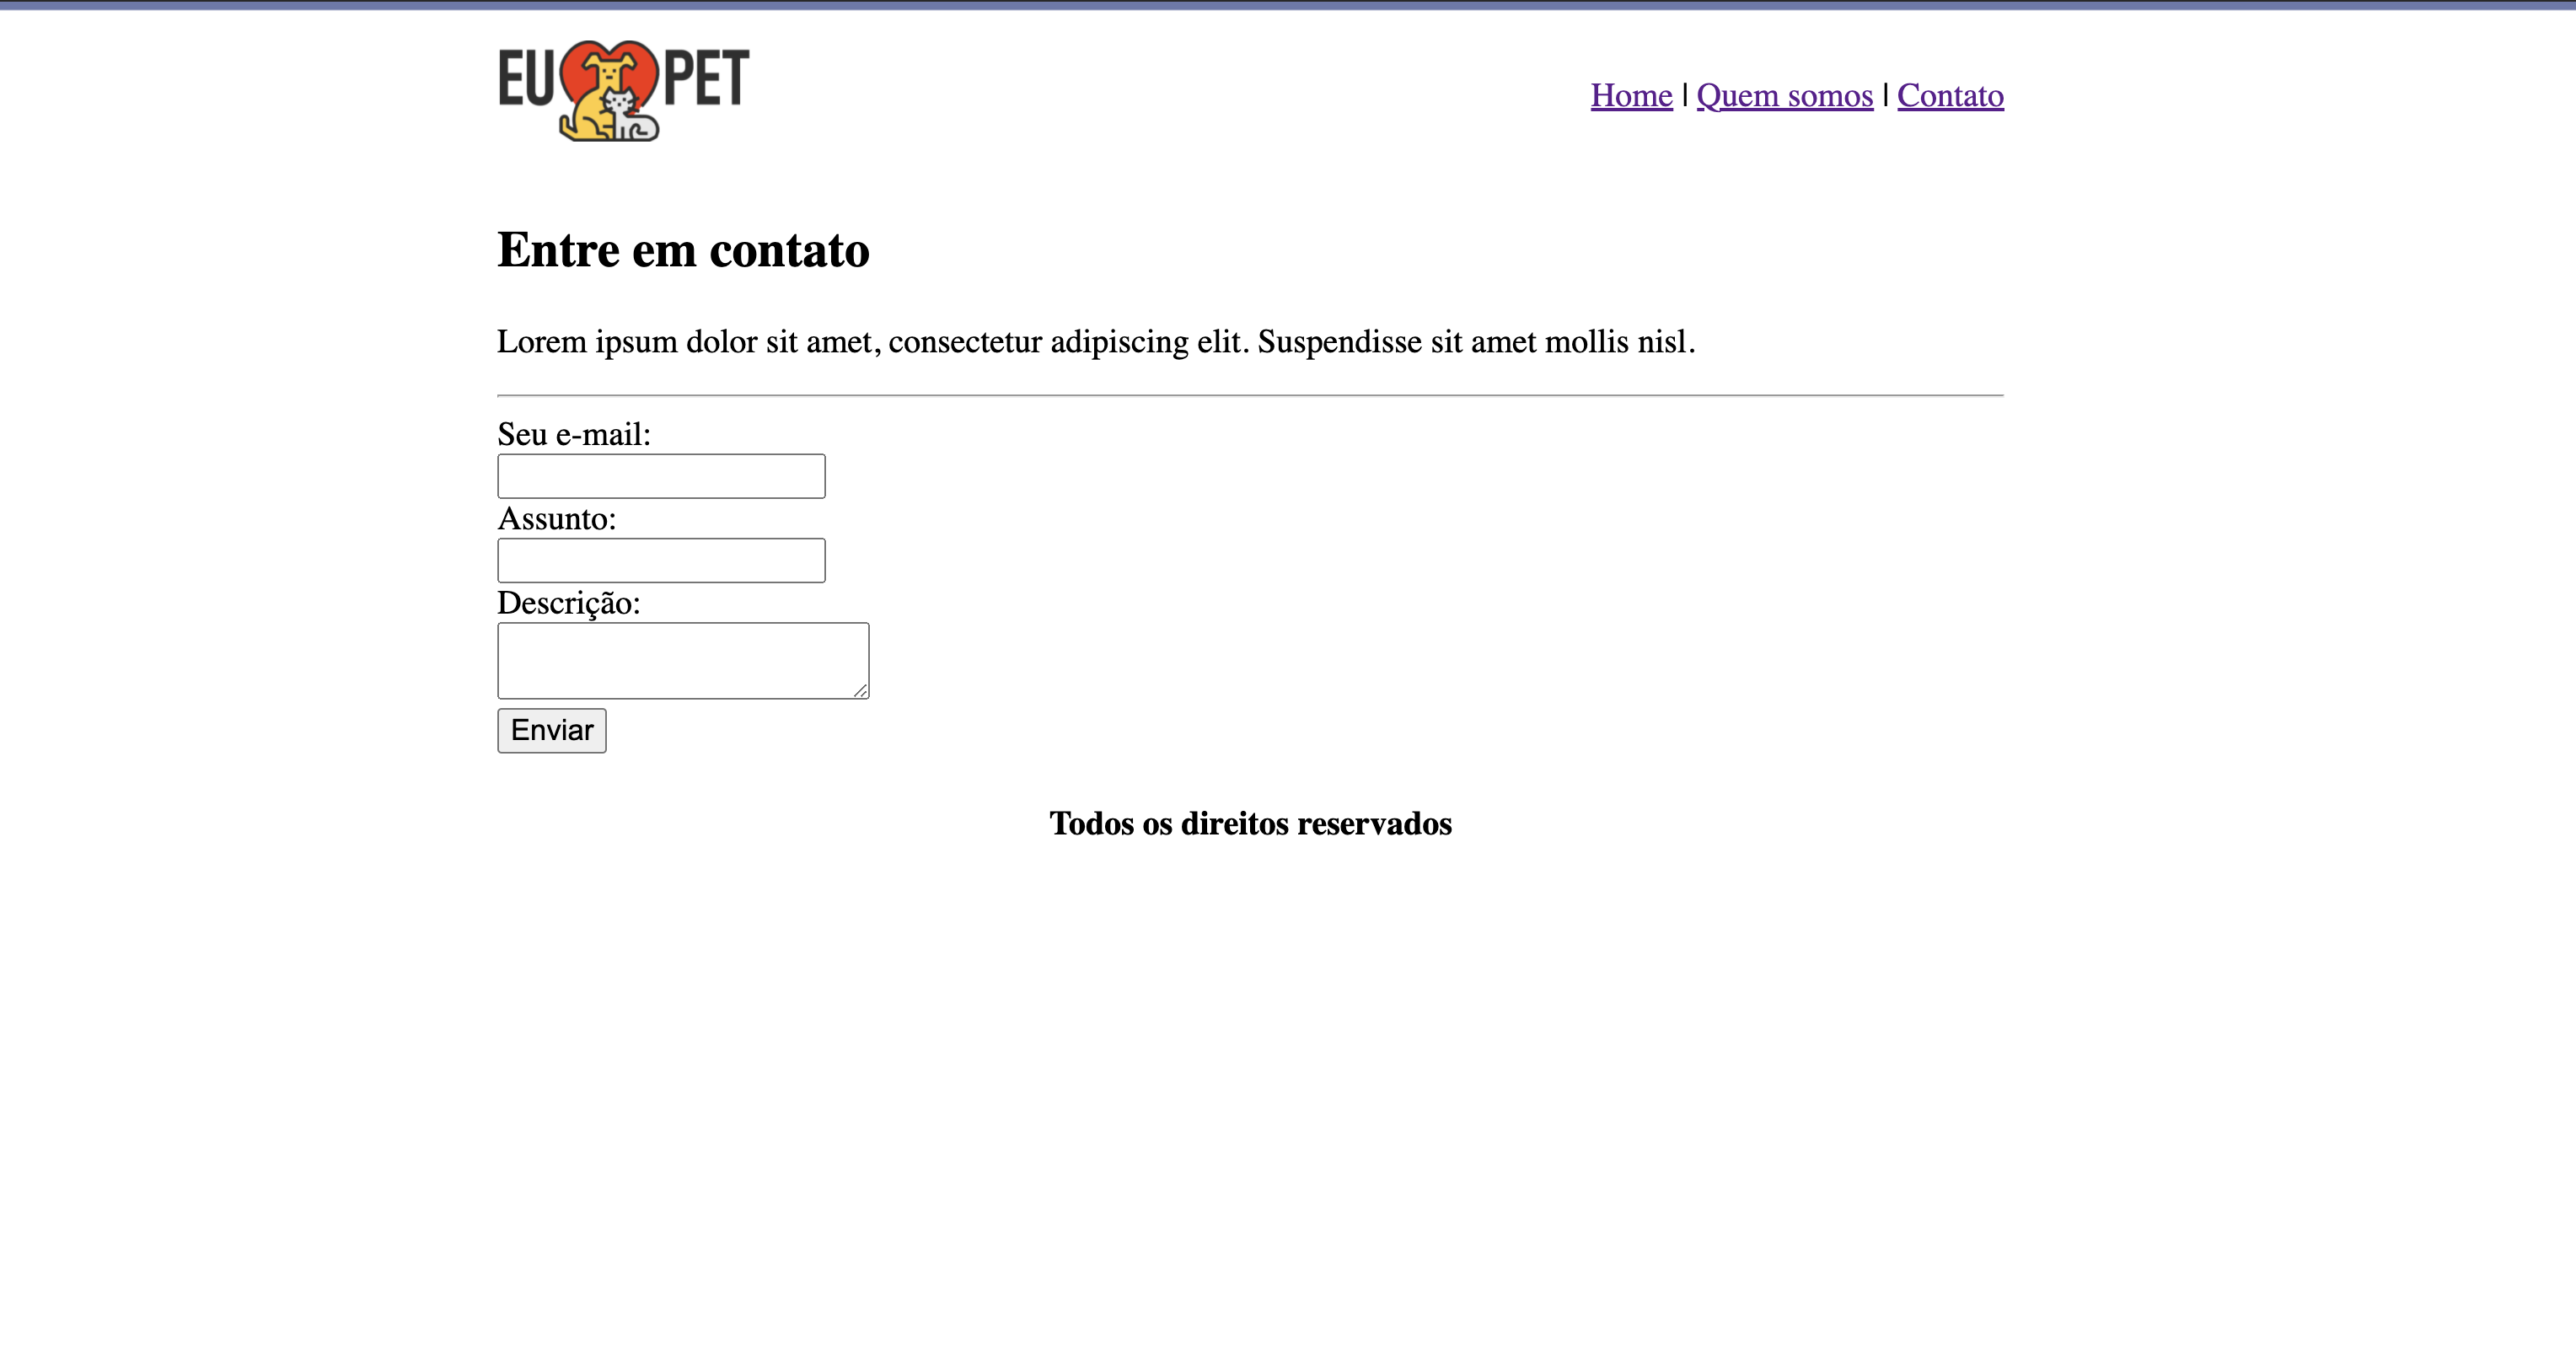 EU PET
Home | Quem somos | Contato
Entre em contato
Lorem ipsum dolor sit amet, consectetur adipiscing elit. Suspendisse sit amet mollis nisl.
Seu e-mail:
Assunto:
Descrição:
Enviar
Todos os direitos reservados